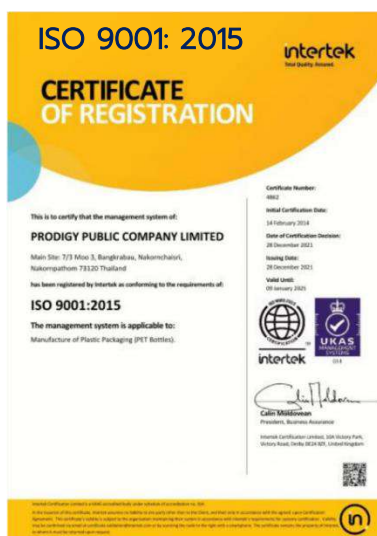 ISO 9001: 2015
intertek
Total Quality. Assured.
CERTIFICATE
OF REGISTRATION
This is to certify that the management system of:
PRODIGY PUBLIC COMPANY LIMITED
Main Site: 7/3 Moo 3, Bangkrabau, Nakornchaisri,
Nakornpathom 73120 Thailand
has been registered by Intertek as conforming to the requirements of:
ISO 9001:2015
The management system is applicable to:
Manufacture of Plastic Packaging (PET Bottles).
Certificate Number:
4862
Initial Certification Date:
14 February 2014
Date of Certification Decision:
28 December 2021
Issuing Date:
28 December 2021
Valid Until:
09 January 2025
intertek
UKAS
MANAGEMENT
SYSTEMS
014
Calin Moldovean
President, Business Assurance
Intertek Certification Limited, 10A Victory Park,
Victory Road, Derby DE24 8ZF, United Kingdom
in